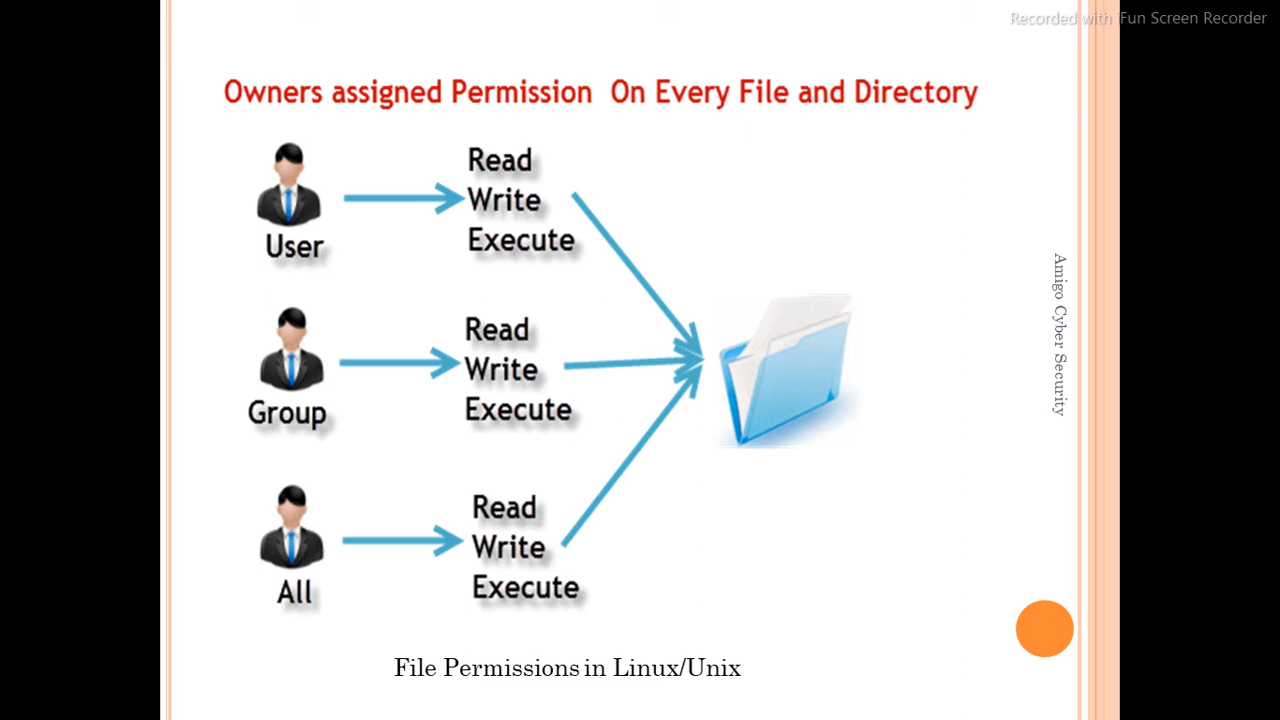 Recorded with iFun Screen Recorder
Owners assigned Permission On Every File and Directory
Read
Write
Execute
User
Read
Write
Execute
Group
Read
Write
Execute
All
Amigo Cyber Security
File Permissions in Linux/Unix